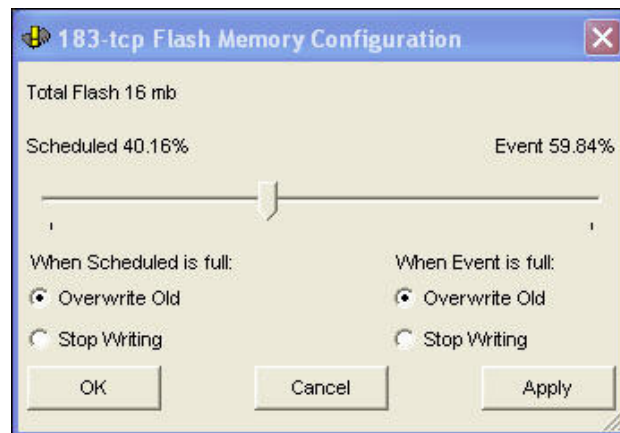 183-tcp Flash Memory Configuration
Total Flash 16 mb
Scheduled 40.16% Event 59.84%
When Scheduled is full: When Event is full:
Overwrite Old Overwrite Old
Stop Writing Stop Writing
OK Cancel Apply